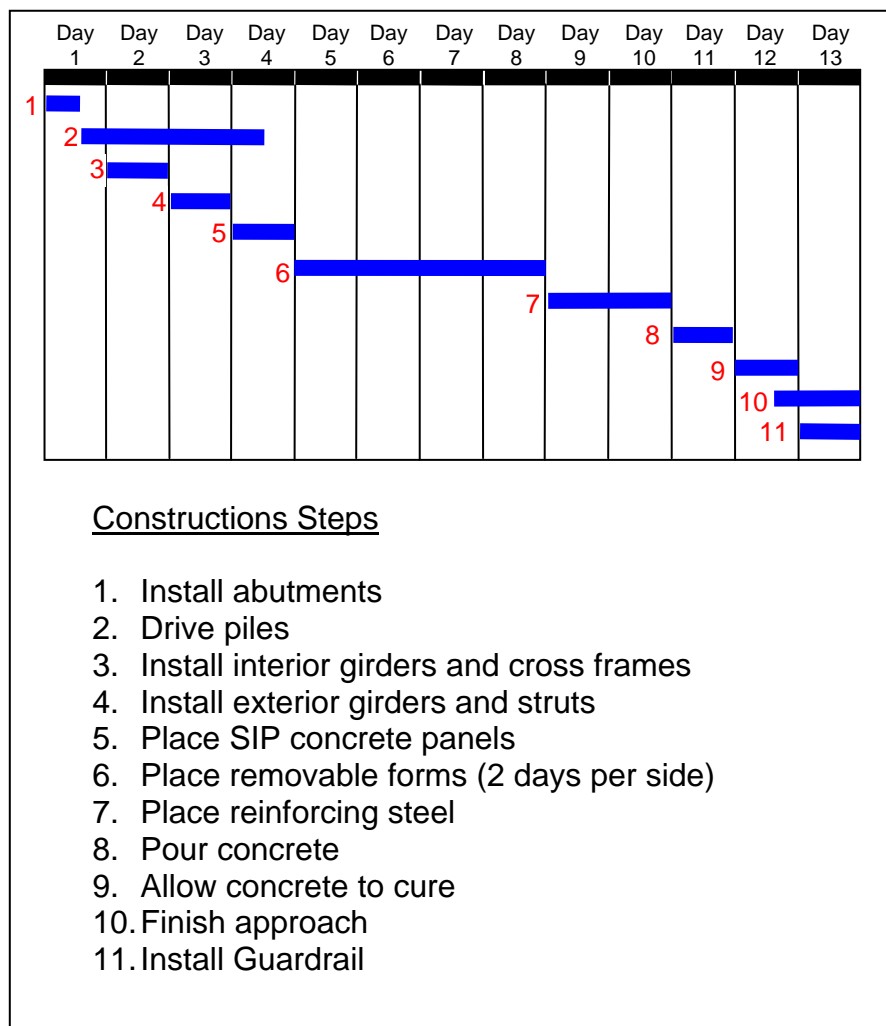 Day Day Day Day Day Day Day Day Day Day Day Day Day
1 2 3 4 5 6 7 8 9 10 11 12 13
1
2
3
4
5
6
7
8
9
10
11
Constructions Steps
1. Install abutments
2. Drive piles
3. Install interior girders and cross frames
4. Install exterior girders and struts
5. Place SIP concrete panels
6. Place removable forms (2 days per side)
7. Place reinforcing steel
8. Pour concrete
9. Allow concrete to cure
10. Finish approach
11. Install Guardrail